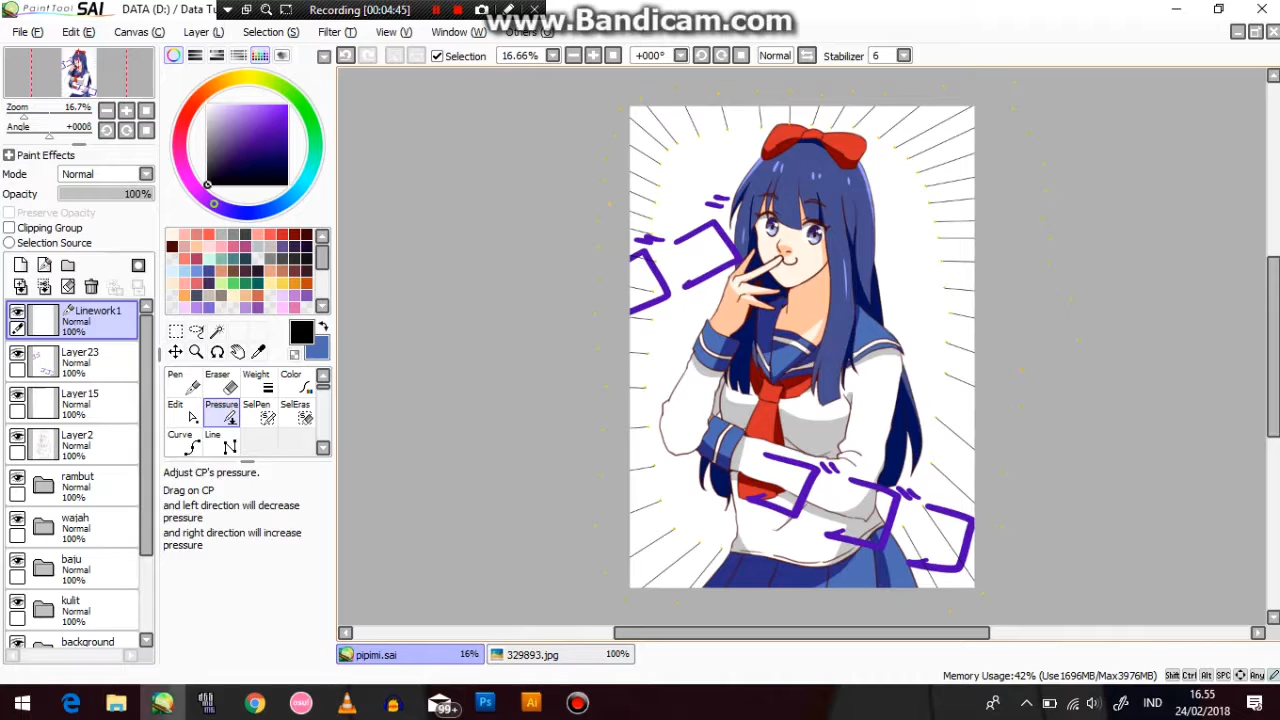 PaintTool SAI DATA (D:) / Data Tu
Recording [00:04:45]
www.Bandicam.com
File (F) Edit (E) Canvas (C) Layer (L) Selection (S) Filter (T) View (V) Window (W)
Selection 16.66% +000° Normal Stabilizer 6
Zoom 16.7%
Angle +000°
Paint Effects
Mode Normal
Opacity 100%
Preserve Opacity
Clipping Group
Selection Source
Linework1
Normal
100%
Layer23
Normal
100%
Layer15
Normal
100%
Layer2
Normal
100%
rambut
Normal
100%
wajah
Normal
100%
baju
Normal
100%
kulit
Normal
100%
background
Pen Eraser Weight Color
Edit Pressure SelPen SelEras
Curve Line
Adjust CP's pressure.
Drag on CP
and left direction will decrease
pressure
and right direction will increase
pressure
pipimi.sai 16% 329893.jpg 100%
Memory Usage: 42% (Use1696MB/Max3976MB) Shift Ctrl Alt SPC Any
osu!
99+
Ps
Ai
IND
16.55
24/02/2018